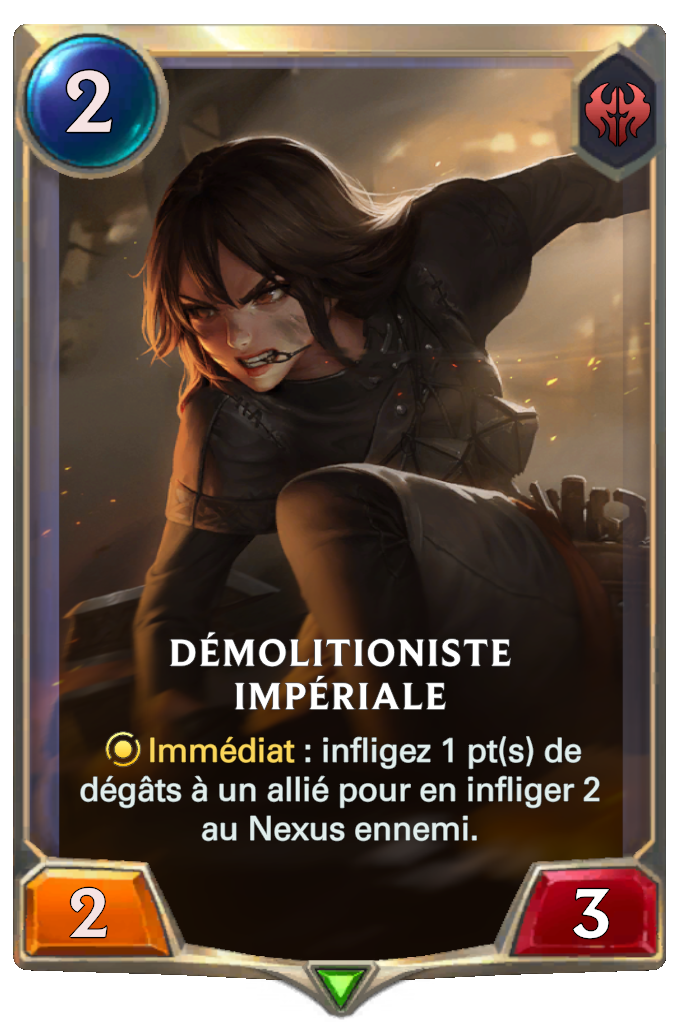 2
DÉMOLITIONISTE
IMPÉRIALE
Immédiat : infligez 1 pt(s) de
dégâts à un allié pour en infliger 2
au Nexus ennemi.
2
3